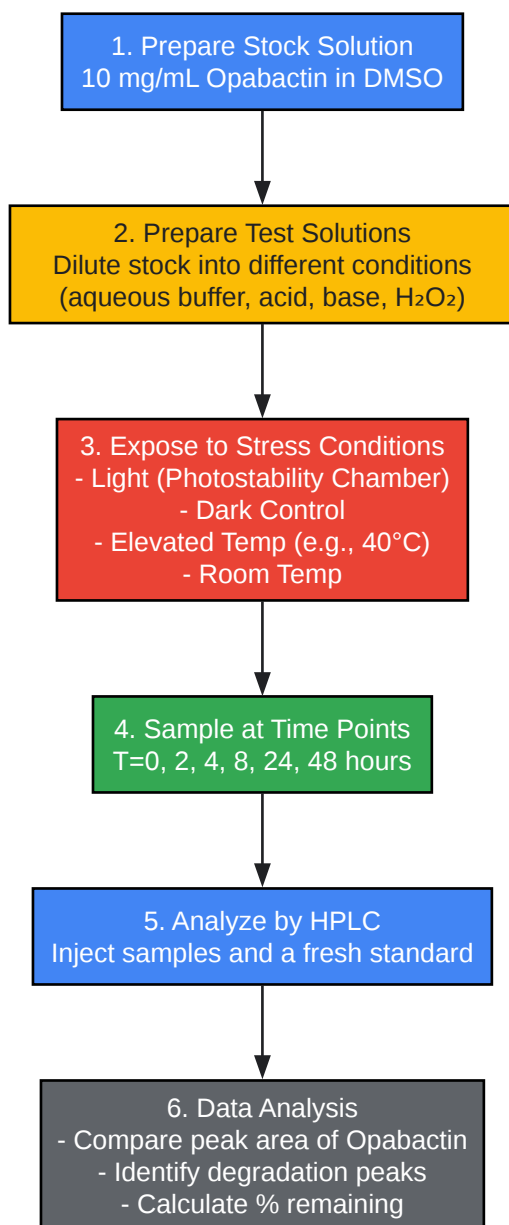 1. Prepare Stock Solution
10 mg/mL Opabactin in DMSO
2. Prepare Test Solutions
Dilute stock into different conditions
(aqueous buffer, acid, base, H₂O₂)
3. Expose to Stress Conditions
- Light (Photostability Chamber)
- Dark Control
- Elevated Temp (e.g., 40°C)
- Room Temp
4. Sample at Time Points
T=0, 2, 4, 8, 24, 48 hours
5. Analyze by HPLC
Inject samples and a fresh standard
6. Data Analysis
- Compare peak area of Opabactin
- Identify degradation peaks
- Calculate % remaining